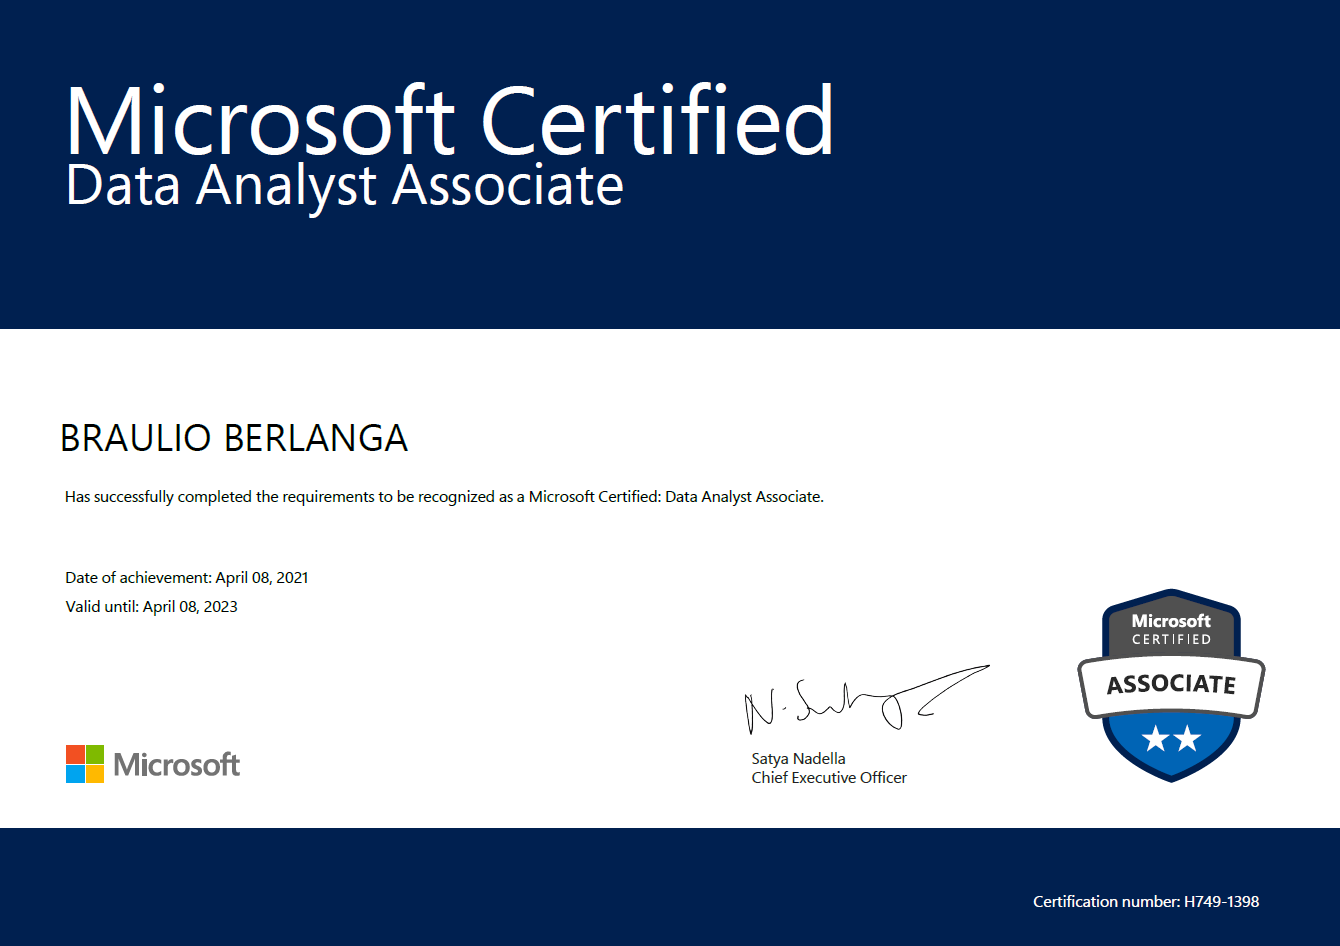 Microsoft Certified
Data Analyst Associate
BRAULIO BERLANGA
Has successfully completed the requirements to be recognized as a Microsoft Certified: Data Analyst Associate.
Date of achievement: April 08, 2021
Valid until: April 08, 2023
Microsoft
CERTIFIED
ASSOCIATE
Satya Nadella
Chief Executive Officer
Microsoft
Certification number: H749-1398